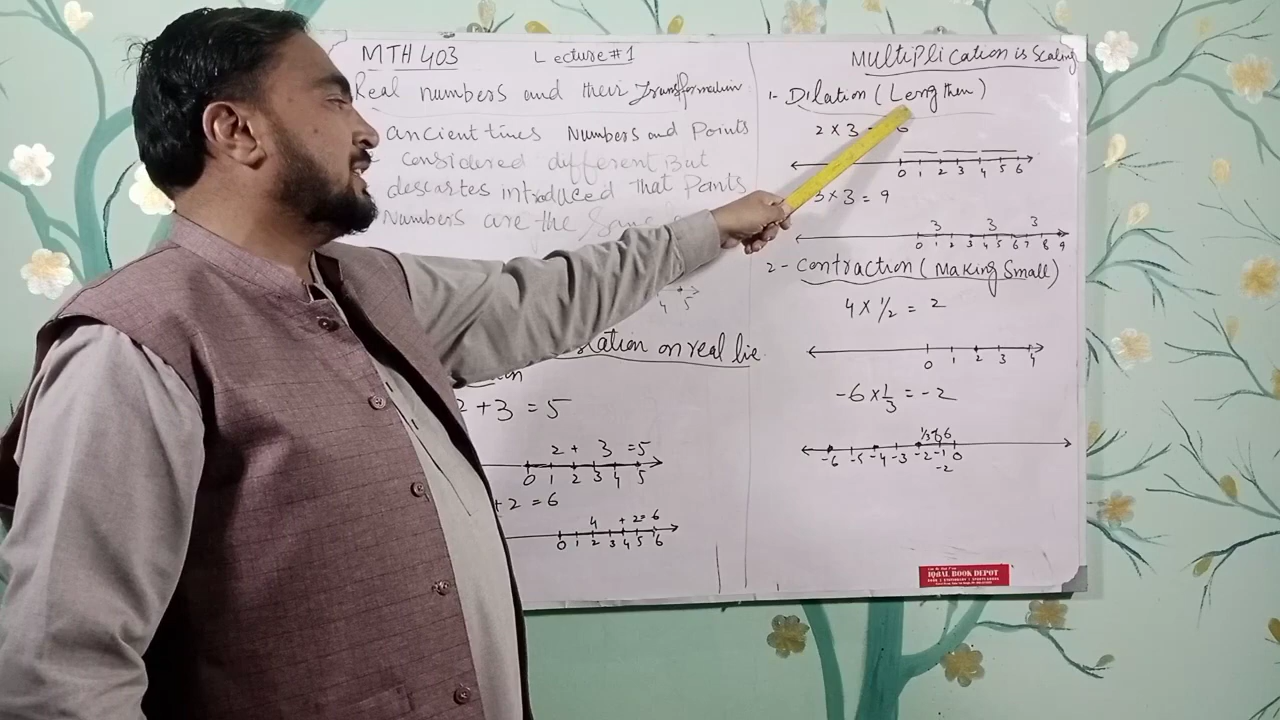 MTH 403
Lecture #1
Real numbers and their Transformation
ancient tines Numbers and Points
considered different But
descartes introduced That Points
Numbers are the Same
4 5
on real lie
2 + 3 = 5
2 + 3 = 5
0 1 2 3 4 5
+ 2 = 6
4 + 2 = 6
0 1 2 3 4 5 6
MULTIPLICATION is Scaling
1- Dilation (Lengthen)
2 × 3 = 6
0 1 2 3 4 5 6
3 × 3 = 9
3 3 3
0 1 2 3 4 5 6 7 8 9
2- Contraction (Making Small)
4 × 1/2 = 2
0 1 2 3 4
-6 × 1/3 = -2
-6 -5 -4 -3 -2 -1 0
-2
IQBAL BOOK DEPOT